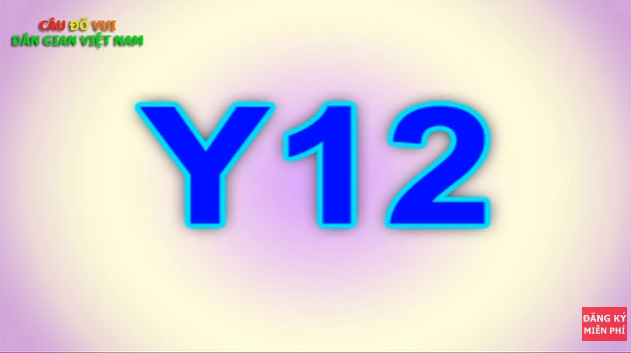 CÂU ĐỐ VUI
DÂN GIAN VIỆT NAM
Y12
ĐĂNG KÝ
MIỄN PHÍ